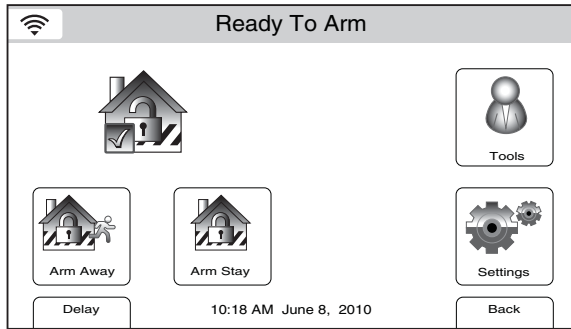 Ready To Arm
Tools
Arm Away
Arm Stay
Settings
Delay
10:18 AM June 8, 2010
Back